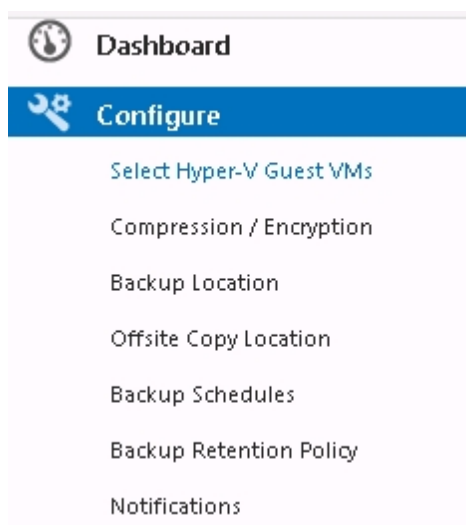 Dashboard
Configure
Select Hyper-V Guest VMs
Compression / Encryption
Backup Location
Offsite Copy Location
Backup Schedules
Backup Retention Policy
Notifications